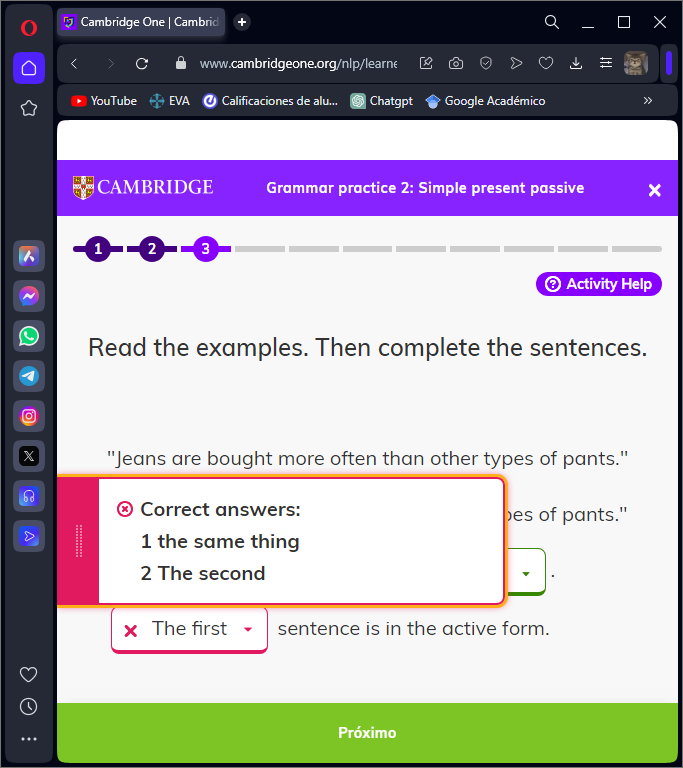 Cambridge One | Cambrid
www.cambridgeone.org/nlp/learne
YouTube EVA Calificaciones de alu... Chatgpt Google Académico »
CAMBRIDGE Grammar practice 2: Simple present passive
1 2 3
Activity Help
Read the examples. Then complete the sentences.
"Jeans are bought more often than other types of pants."
pes of pants."
Correct answers:
1 the same thing
2 The second
.
The first sentence is in the active form.
Próximo